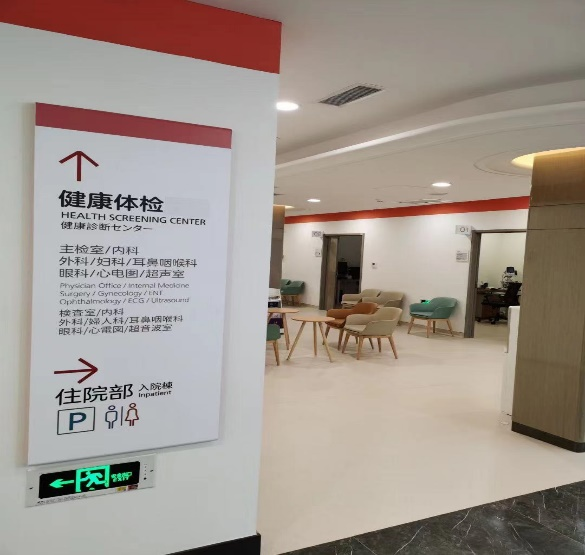 健康体检
HEALTH SCREENING CENTER
健康診断センター
主检室/内科
外科/妇科/耳鼻咽喉科
眼科/心电图/超声室
Physician Office / Internal Medicine
Surgery / Gynecology / ENT
Ophthalmology / ECG / Ultrasound
検査室/内科
外科/婦人科/耳鼻咽喉科
眼科/心電図/超音波室
住院部 入院棟
Inpatient
P
EXIT